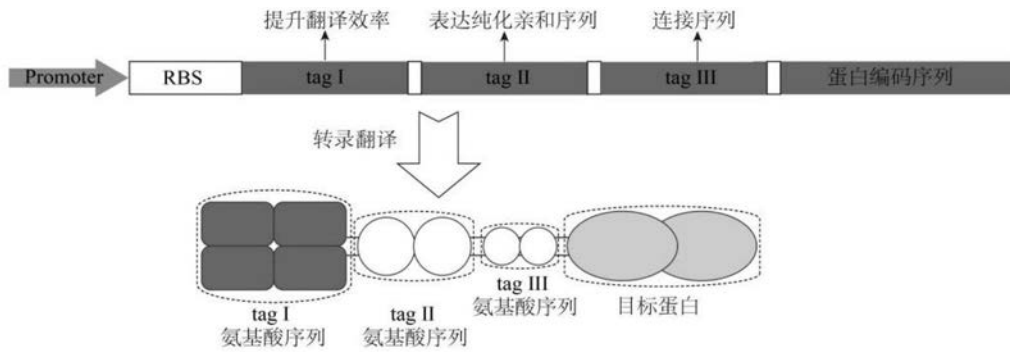 提升翻译效率
表达纯化亲和序列
连接序列
Promoter
RBS
tag I
tag II
tag III
蛋白编码序列
转录翻译
tag I
氨基酸序列
tag II
氨基酸序列
tag III
氨基酸序列
目标蛋白